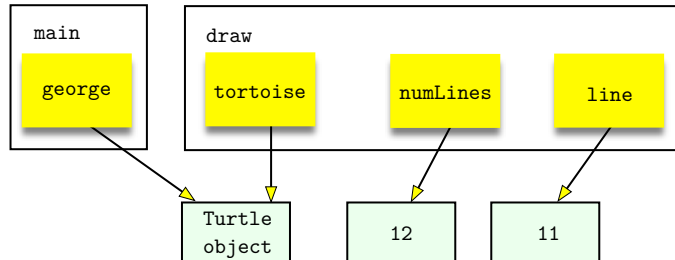 main
draw
george
tortoise
numLines
line
Turtle
object
12
11